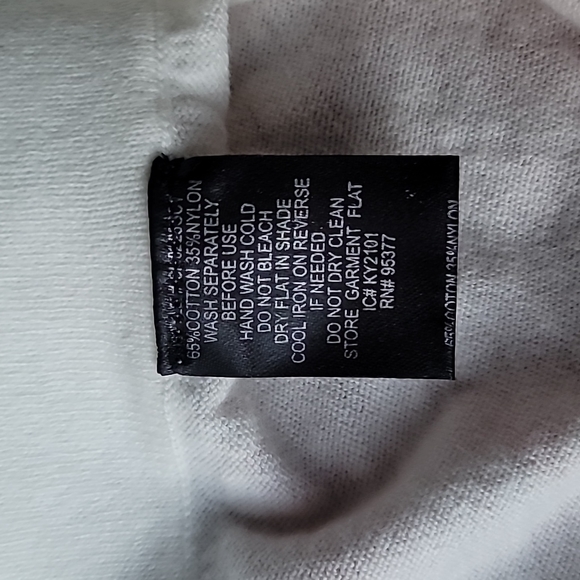 65%COTTON 35%NYLON
WASH SEPARATELY
BEFORE USE
HAND WASH COLD
DO NOT BLEACH
DRY FLAT IN SHADE
COOL IRON ON REVERSE
IF NEEDED.
DO NOT DRY CLEAN
STORE GARMENT FLAT
IC# KY2101
RN# 95377